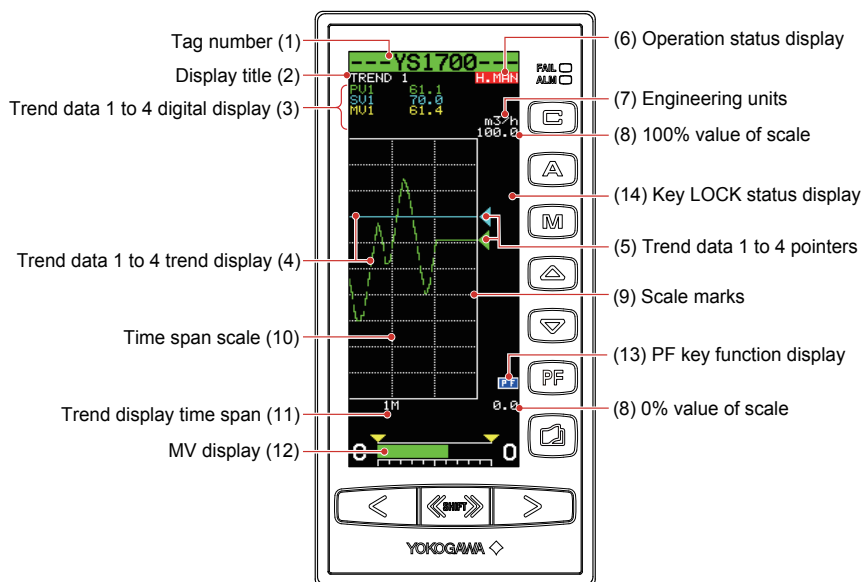 Tag number (1)
Display title (2)
Trend data 1 to 4 digital display (3)
Trend data 1 to 4 trend display (4)
Time span scale (10)
Trend display time span (11)
MV display (12)
---YS1700---
TREND 1 H.MAN
PV1 61.1
SV1 70.0
MV1 61.4
m3/h
100.0
PF
1M 0.0
C O
FAIL
ALM
C
A
M
PF
< SHIFT >
YOKOGAWA
(6) Operation status display
(7) Engineering units
(8) 100% value of scale
(14) Key LOCK status display
(5) Trend data 1 to 4 pointers
(9) Scale marks
(13) PF key function display
(8) 0% value of scale